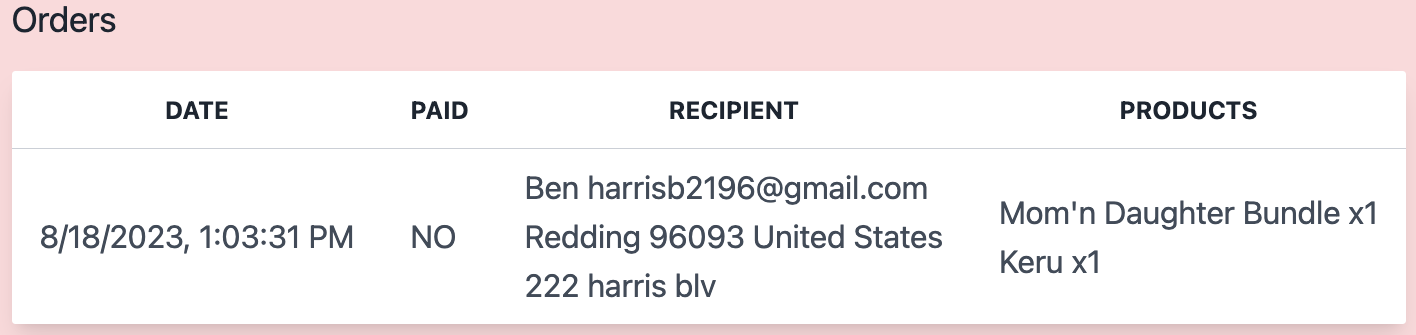 Orders
DATE PAID RECIPIENT PRODUCTS
8/18/2023, 1:03:31 PM NO
Ben harrisb2196@gmail.com
Redding 96093 United States
222 harris blv
Mom'n Daughter Bundle x1
Keru x1